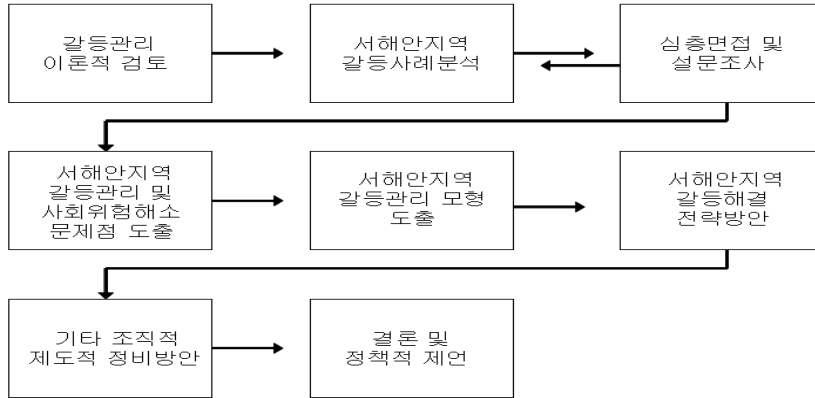 갈등관리
이론적 검토
서해안지역
갈등사례분석
심층면접 및
설문조사
서해안지역
갈등관리 및
사회위험해소
문제점 도출
서해안지역
갈등관리 모형
도출
서해안지역
갈등해결
전략방안
기타 조직적
제도적 정비방안
결론 및
정책적 제언